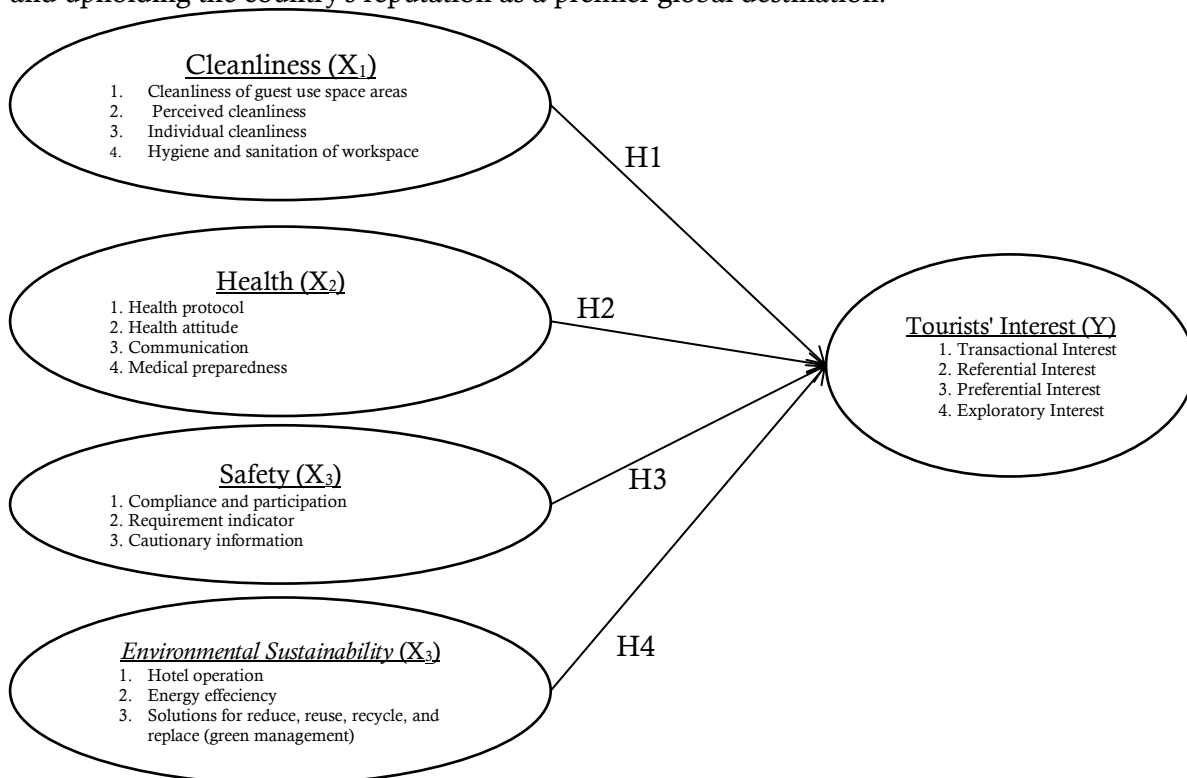 and upholding the country's reputation as a premier global destination.
Cleanliness (X₁)
1. Cleanliness of guest use space areas
2. Perceived cleanliness
3. Individual cleanliness
4. Hygiene and sanitation of workspace
H1
Health (X₂)
1. Health protocol
2. Health attitude
3. Communication
4. Medical preparedness
H2
Tourists' Interest (Y)
1. Transactional Interest
2. Referential Interest
3. Preferential Interest
4. Exploratory Interest
Safety (X₃)
1. Compliance and participation
2. Requirement indicator
3. Cautionary information
H3
Environmental Sustainability (X₃)
1. Hotel operation
2. Energy effeciency
3. Solutions for reduce, reuse, recycle, and
replace (green management)
H4